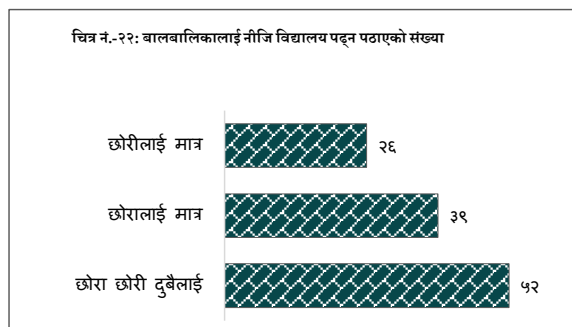 चित्र नं.-२२: बालबालिकालाई नीजि विद्यालय पढ्न पठाएको संख्या
छोरीलाई मात्र २६
छोरालाई मात्र ३९
छोरा छोरी दुबैलाई ५२